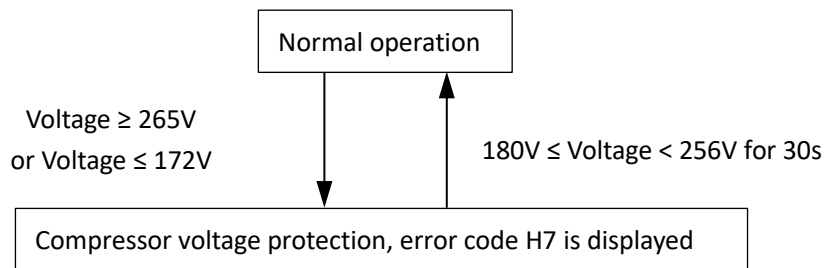 Normal operation
Voltage ≥ 265V
or Voltage ≤ 172V
180V ≤ Voltage < 256V for 30s
Compressor voltage protection, error code H7 is displayed